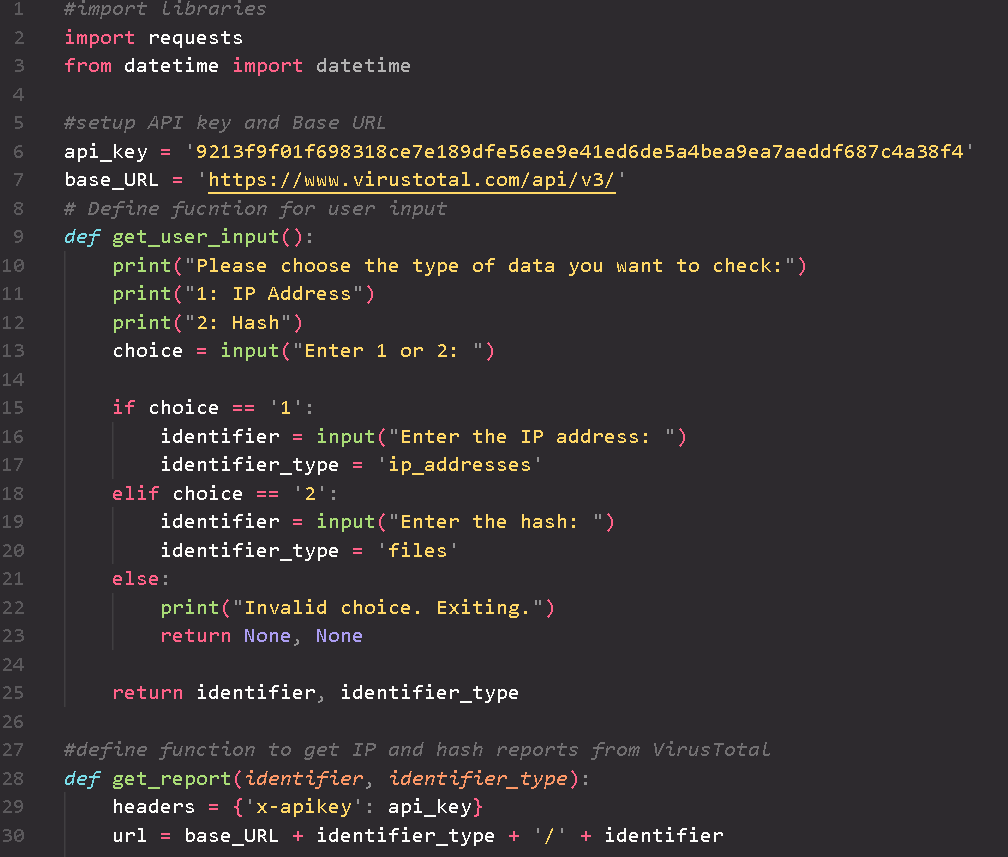 1 #import libraries
2 import requests
3 from datetime import datetime
4
5 #setup API key and Base URL
6 api_key = '9213f9f01f698318ce7e189dfe56ee9e41ed6de5a4bea9ea7aeddf687c4a38f4'
7 base_URL = 'https://www.virustotal.com/api/v3/'
8 # Define fucntion for user input
9 def get_user_input():
10     print("Please choose the type of data you want to check:")
11     print("1: IP Address")
12     print("2: Hash")
13     choice = input("Enter 1 or 2: ")
14
15     if choice == '1':
16         identifier = input("Enter the IP address: ")
17         identifier_type = 'ip_addresses'
18     elif choice == '2':
19         identifier = input("Enter the hash: ")
20         identifier_type = 'files'
21     else:
22         print("Invalid choice. Exiting.")
23         return None, None
24
25     return identifier, identifier_type
26
27 #define function to get IP and hash reports from VirusTotal
28 def get_report(identifier, identifier_type):
29     headers = {'x-apikey': api_key}
30     url = base_URL + identifier_type + '/' + identifier